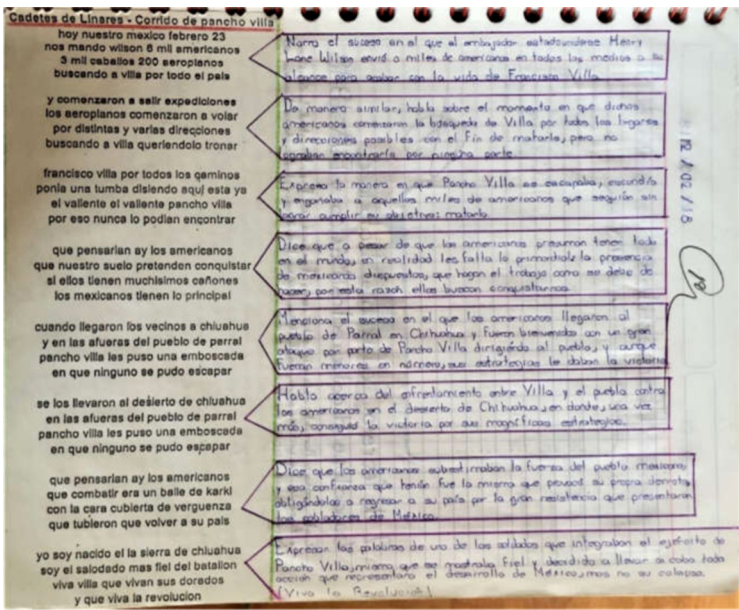 Cadetes de Linares - Corrido de pancho villa
hoy nuestro mexico febrero 23
nos mando wilson 6 mil americanos
3 mil caballos 200 aeroplanos
buscando a villa por todo el pais
Narra el suceso en el que el embajador estadounidense Henry
Lane Wilson envió a miles de americanos en todos los medios a su
alcance para acabar con la vida de Francisco Villa
y comenzaron a salir expediciones
los aeroplanos comenzaron a volar
por distintas y varias direcciones
buscando a villa queriendolo tronar
De manera similar, habla sobre el momento en que dichos
americanos comenzaron la búsqueda de Villa por todos los lugares
y direcciones posibles con el fin de matarlo, pero no
lograban encontrarlo por ninguna parte
francisco villa por todos los caminos
ponia una tumba disiendo aqui esta ya
el valiente el valiente pancho villa
por eso nunca lo podian enpontrar
Expresa la manera en que Pancho Villa se escapaba, escondía
y engañaba a aquellos miles de americanos que seguían sin
poder cumplir su objetivo: matarlo
que pensarian ay los americanos
que nuestro suelo pretenden conquistar
si ellos tienen muchisimos cañones
los mexicanos tienen lo principal
Dice que a pesar de que los americanos presuman tener todo
en el mundo, en realidad les falta lo primordial: la presencia
de mexicanos dispuestos, que hagan el trabajo como se debe de
hacer, por esta razón ellos buscan conquistarnos.
cuando llegaron los vecinos a chiuahua
y en las afueras del pueblo de parral
pancho villa les puso una emboscada
en que ninguno se pudo escapar
Menciona el suceso en el que los americanos llegaron al
pueblo de Parral en Chihuahua y fueron bienvenidos con un gran
ataque por parte de Pancho Villa dirigiendo al pueblo, y aunque
fueran menores en número, sus estrategias le daban la victoria
se los llevaron al desierto de chiuahua
en las afueras del pueblo de parral
pancho villa les puso una emboscada
en que ninguno se pudo escapar
Habla acerca del enfrentamiento entre Villa y el pueblo contra
los americanos en el desierto de Chihuahua, en donde, una vez
más, consiguió la victoria por sus magníficas estrategias.
que pensarian ay los americanos
que combatir era un baile de karki
con la cara cubierta de verguenza
que tubieron que volver a su pais
Dice que los americanos subestimaban la fuerza del pueblo mexicano
y esa confianza que tenían fue la misma que provocó su propia derrota
obligándolos a regresar a su país por la gran resistencia que presentaron
los pobladores de México
yo soy nacido el la sierra de chiuahua
soy el salodado mas fiel del batallon
viva villa que vivan sus dorados
y que viva la revolucion
Expresan las palabras de uno de los soldados que integraban el ejército de
Pancho Villa, mismo que se mostraba fiel y decidido a llevar a cabo toda
acción que representara el desarrollo de México, mas no su colapso.
¡Viva la Revolución!
12 / 02 / 18